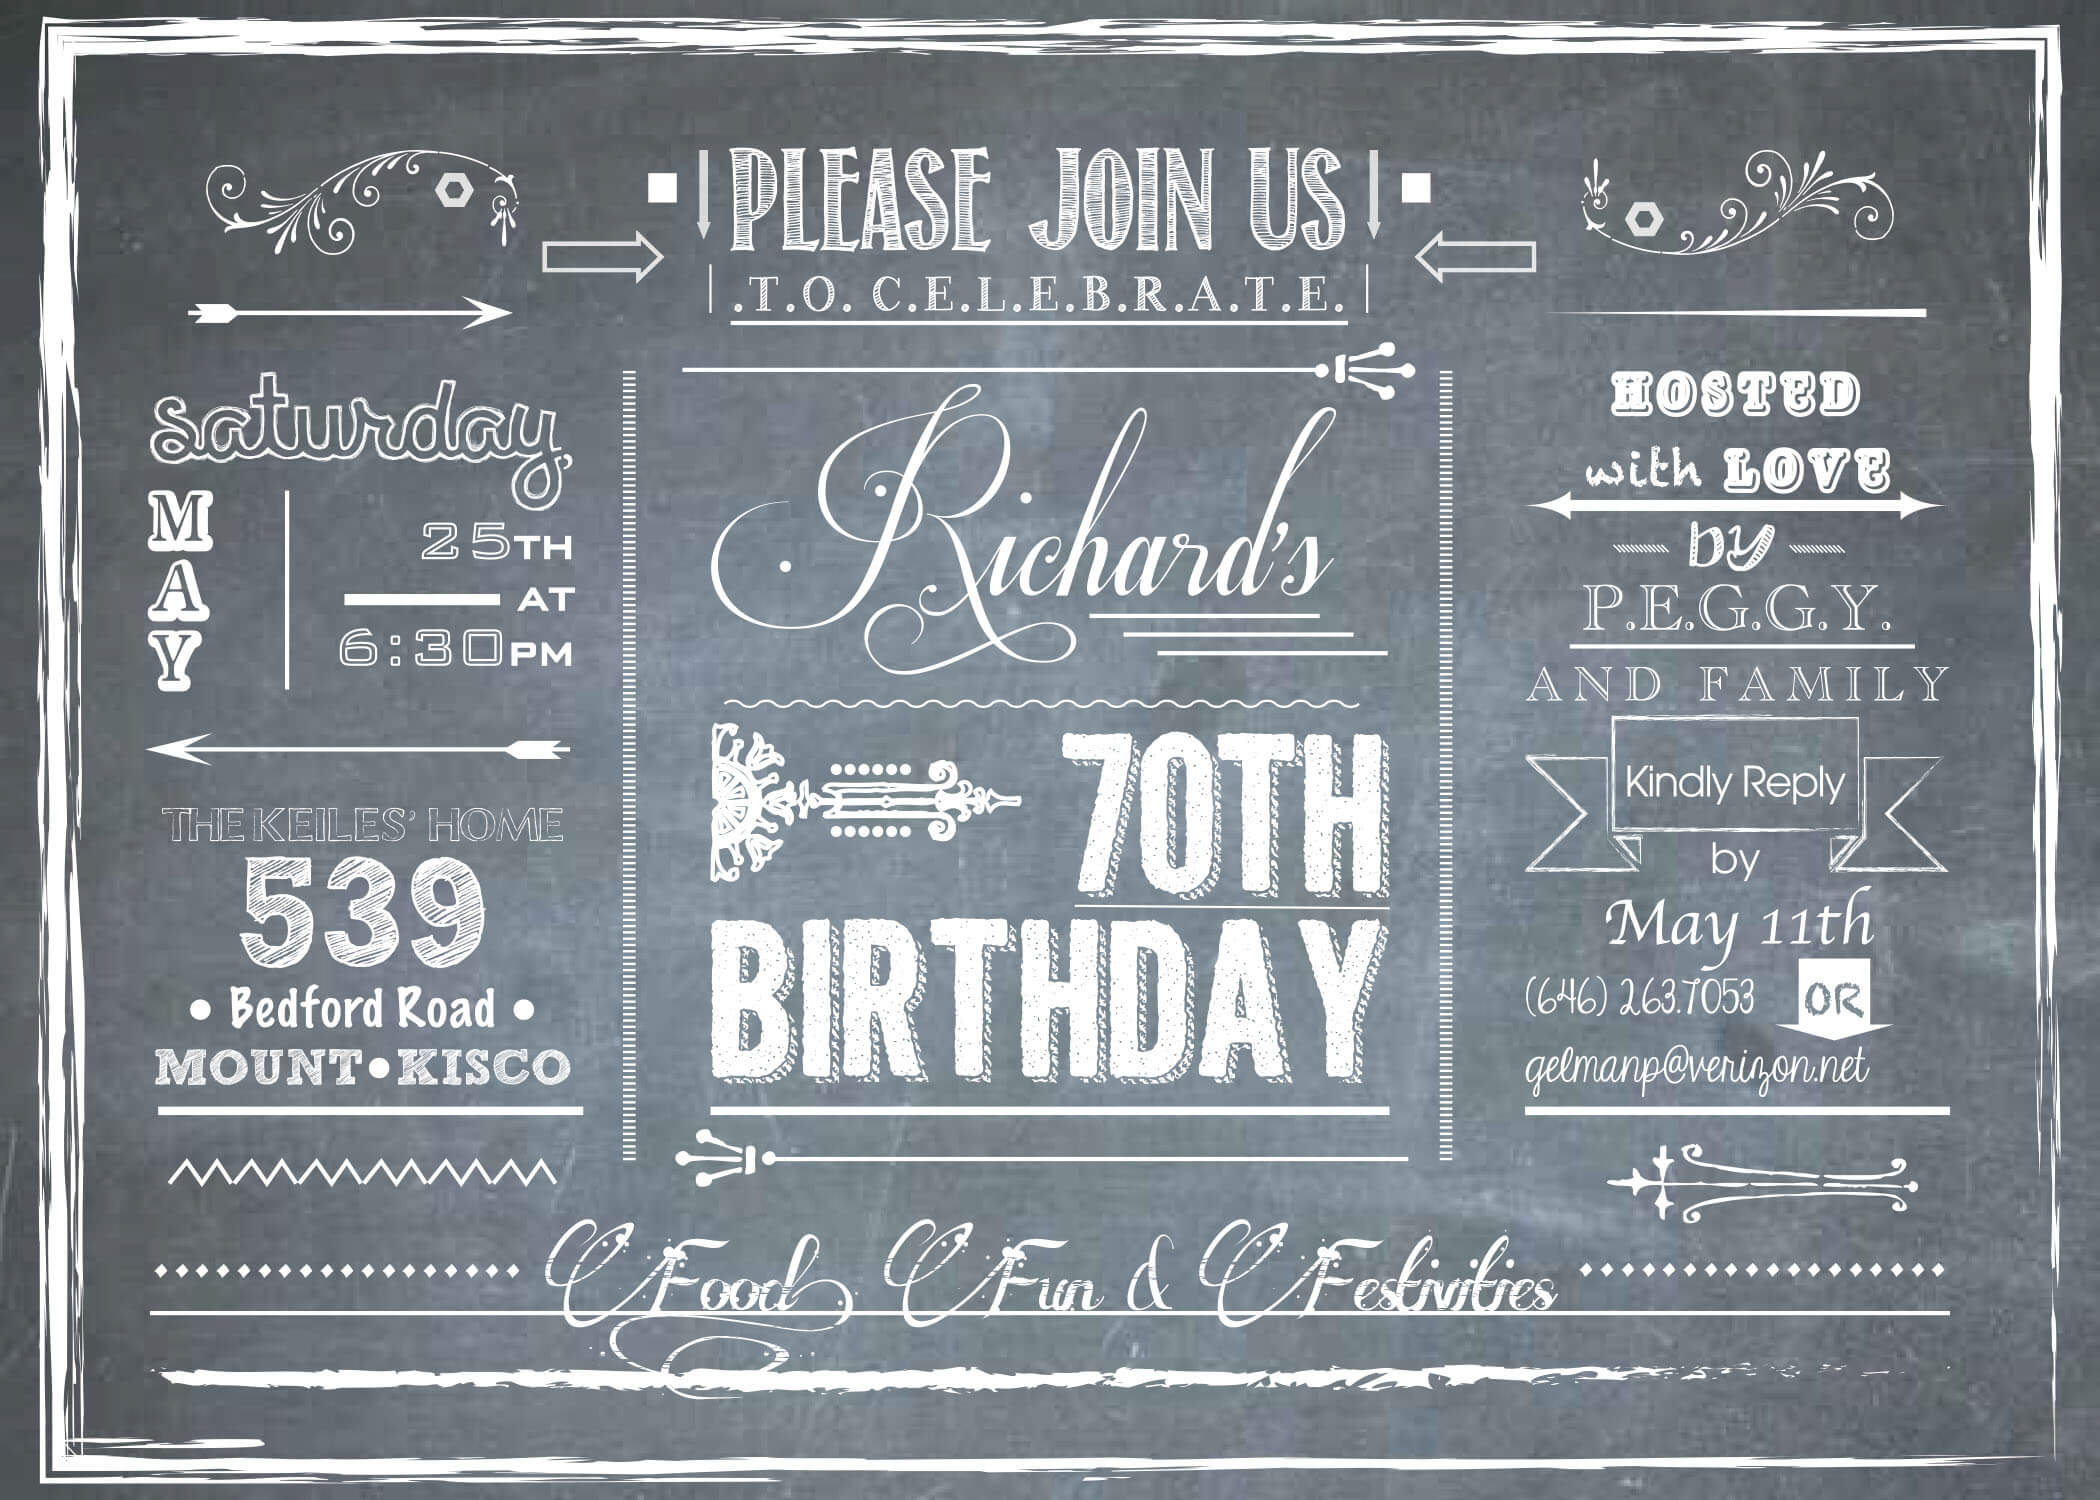 PLEASE JOIN US
.T.O. C.E.L.E.B.R.A.T.E.
saturday,
MAY
25TH
AT
6:30PM
THE KEILES' HOME
539
• Bedford Road •
MOUNT•KISCO
Richard's
70TH
BIRTHDAY
HOSTED
with LOVE
by
P.E.G.G.Y.
AND FAMILY
Kindly Reply
by
May 11th
(646) 263.7053 OR
gelmanp@verizon.net
Food, Fun & Festivities